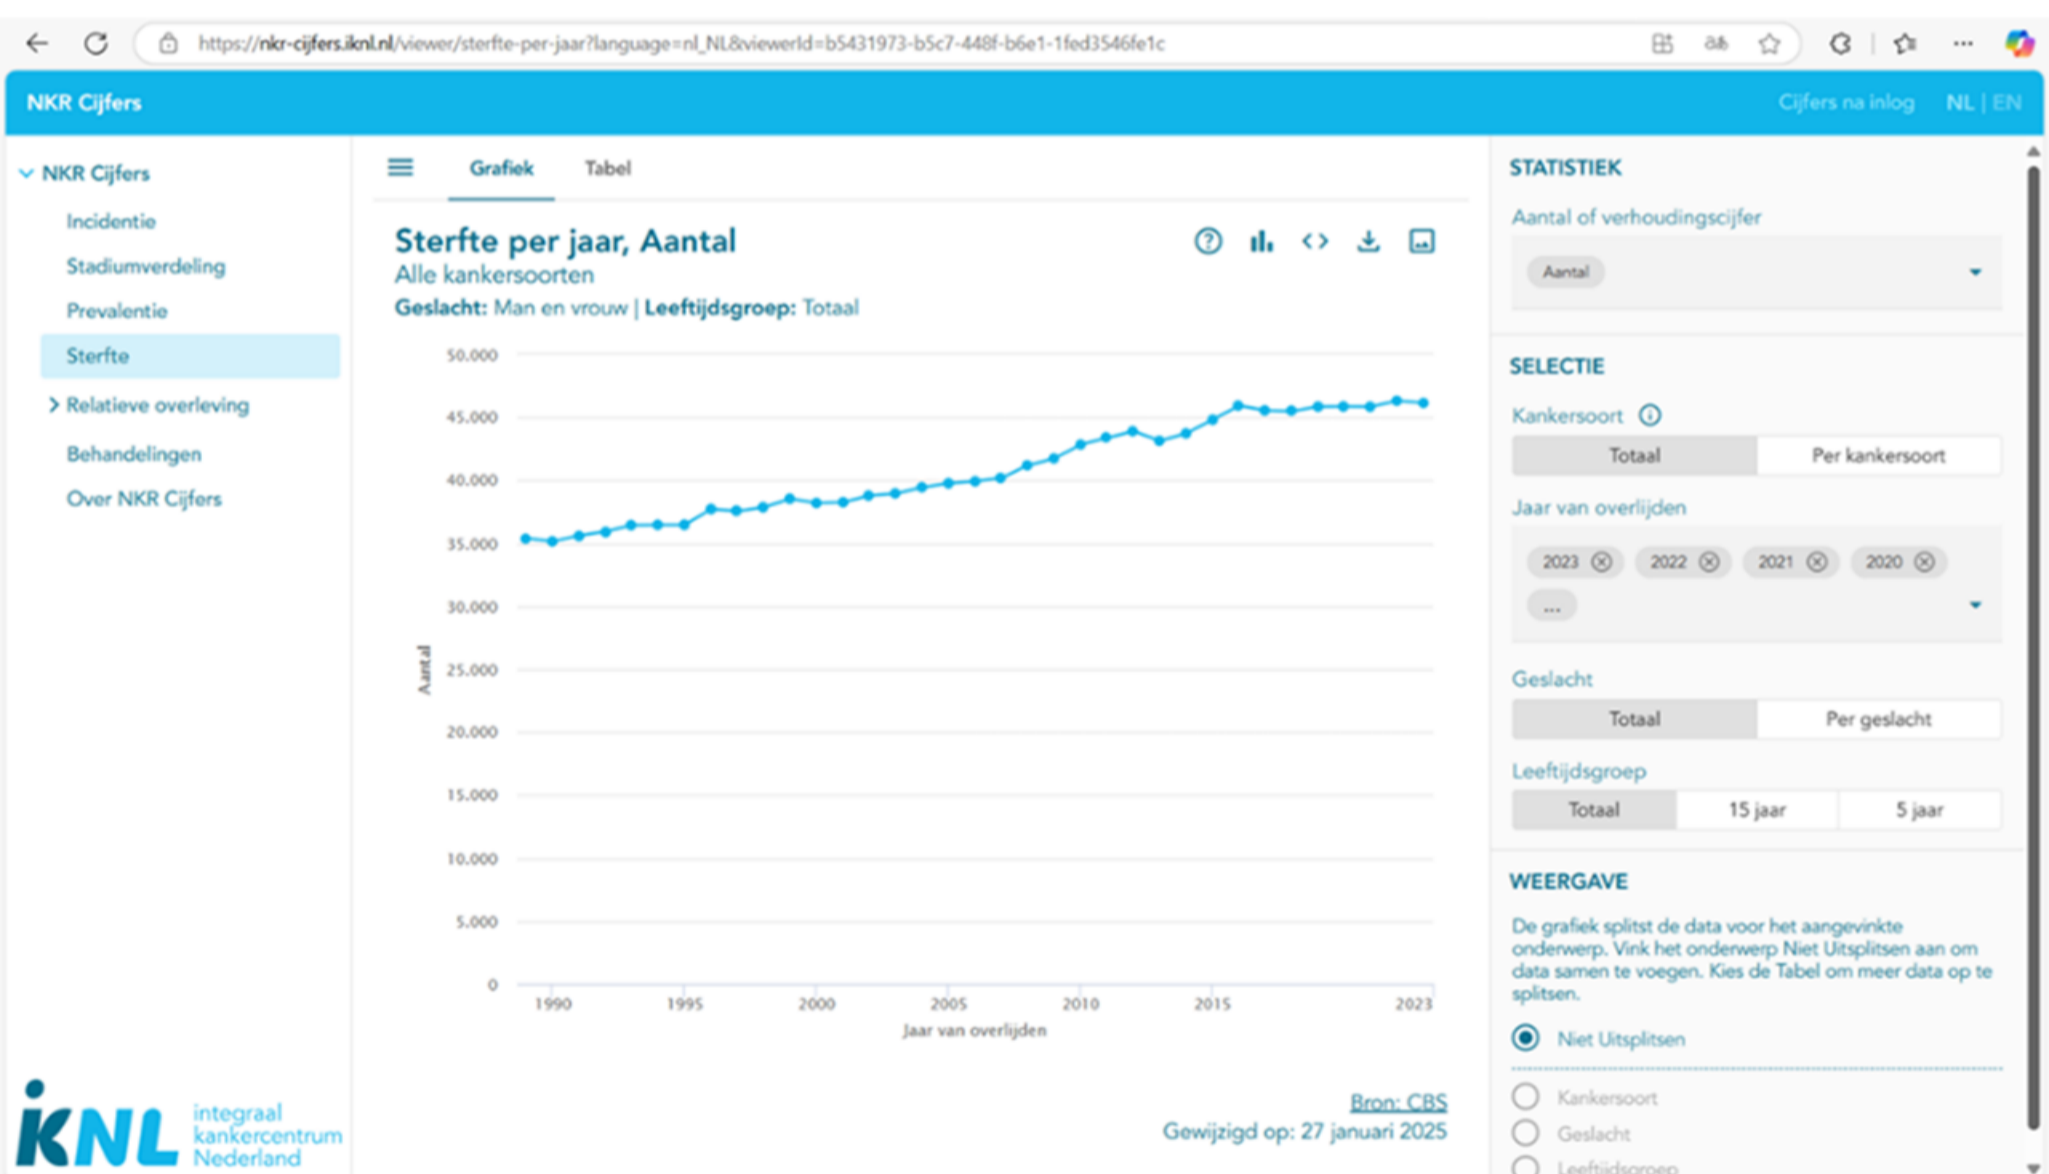 https://nkr-cijfers.iknl.nl/viewer/sterfte-per-jaar?language=nl_NL&viewerId=b5431973-b5c7-448f-b6e1-1fed3546fe1c
NKR Cijfers
Cijfers na inlog NL | EN
NKR Cijfers
Incidentie
Stadiumverdeling
Prevalentie
Sterfte
Relatieve overleving
Behandelingen
Over NKR Cijfers
iKNL integraal
kankercentrum
Nederland
Grafiek Tabel
Sterfte per jaar, Aantal
Alle kankersoorten
Geslacht: Man en vrouw | Leeftijdsgroep: Totaal
50.000
45.000
40.000
35.000
30.000
25.000
20.000
15.000
10.000
5.000
0
Aantal
1990 1995 2000 2005 2010 2015 2023
Jaar van overlijden
Bron: CBS
Gewijzigd op: 27 januari 2025
STATISTIEK
Aantal of verhoudingscijfer
Aantal
SELECTIE
Kankersoort
Totaal Per kankersoort
Jaar van overlijden
2023 2022 2021 2020
...
Geslacht
Totaal Per geslacht
Leeftijdsgroep
Totaal 15 jaar 5 jaar
WEERGAVE
De grafiek splitst de data voor het aangevinkte
onderwerp. Vink het onderwerp Niet Uitsplitsen aan om
data samen te voegen. Kies de Tabel om meer data op te
splitsen.
Niet Uitsplitsen
Kankersoort
Geslacht
Leeftijdsgroep